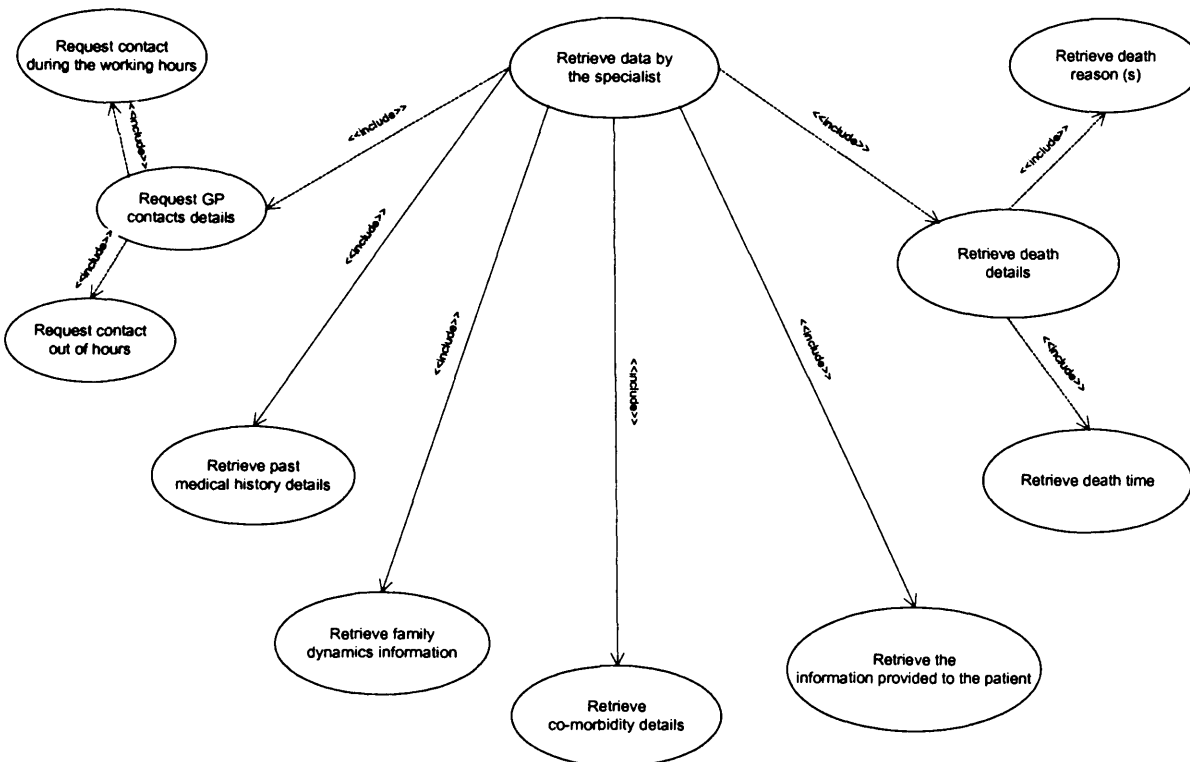 Request contact
during the working hours
Retrieve data by
the specialist
Retrieve death
reason (s)
<<include>>
<<include>>
<<include>>
<<include>>
Request GP
contacts details
<<include>>
<<include>>
Retrieve death
details
Request contact
out of hours
<<include>>
<<include>>
<<include>>
<<include>>
<<include>>
Retrieve past
medical history details
Retrieve death time
Retrieve family
dynamics information
Retrieve the
information provided to the patient
Retrieve
co-morbidity details